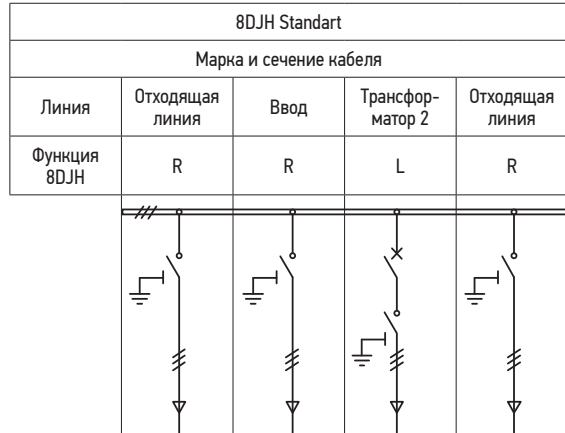 8DJH Standart
Марка и сечение кабеля
Линия
Отходящая
линия
Ввод
Трансфор-
матор 2
Отходящая
линия
Функция
8DJH
R
R
L
R